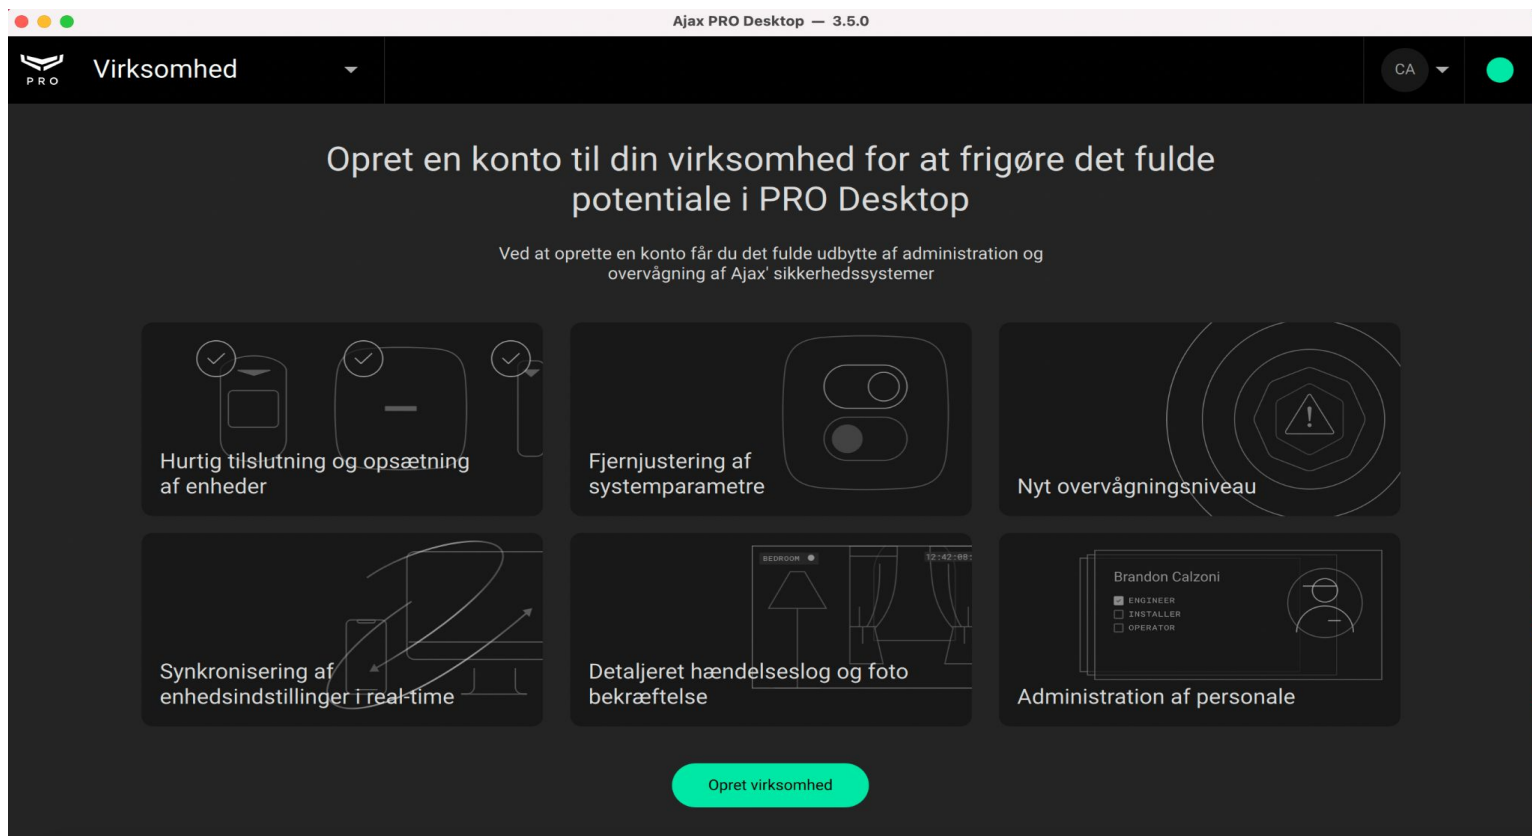 Ajax PRO Desktop — 3.5.0
PRO
Virksomhed
CA
Opret en konto til din virksomhed for at frigøre det fulde
potentiale i PRO Desktop
Ved at oprette en konto får du det fulde udbytte af administration og
overvågning af Ajax' sikkerhedssystemer
Hurtig tilslutning og opsætning
af enheder
Fjernjustering af
systemparametre
Nyt overvågningsniveau
Synkronisering af
enhedsindstillinger i real-time
BEDROOM
12:42:08:
Detaljeret hændelseslog og foto
bekræftelse
Brandon Calzoni
ENGINEER
INSTALLER
OPERATOR
Administration af personale
Opret virksomhed